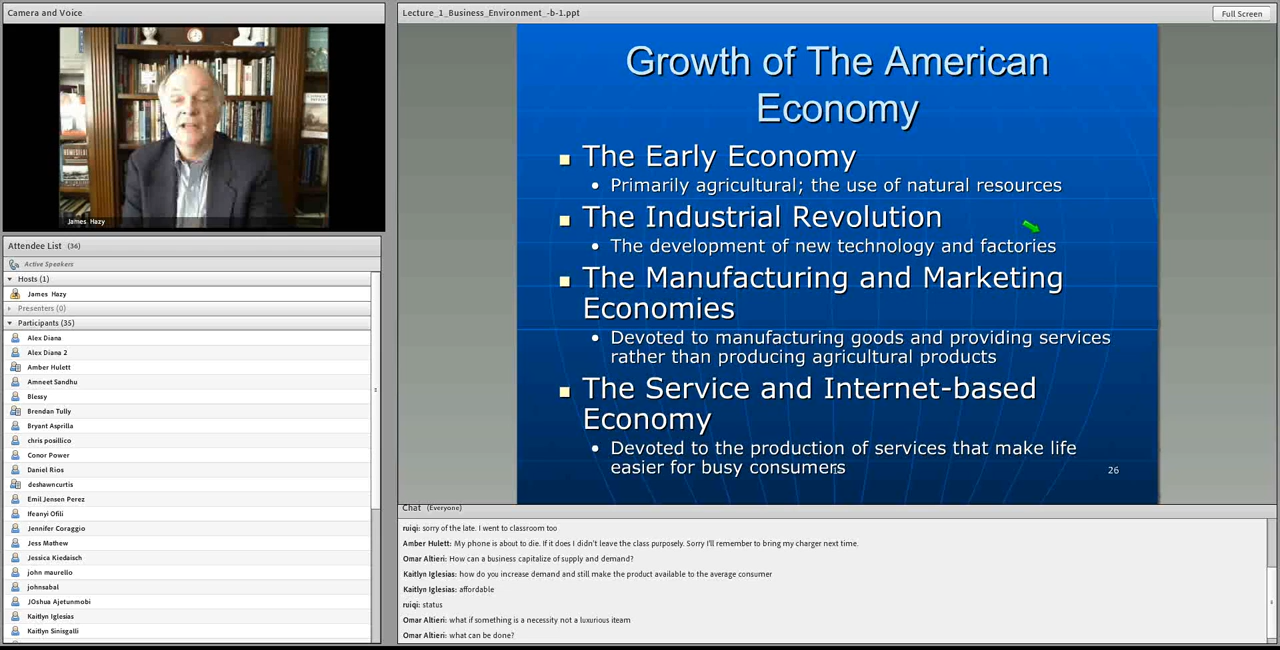 Camera and Voice
James Hazy
Attendee List (36)
Active Speakers
Hosts (1)
James Hazy
Presenters (0)
Participants (35)
Alex Diana
Alex Diana 2
Amber Hulett
Amneet Sandhu
Blessy
Brendan Tully
Bryant Asprilla
chris posillico
Conor Power
Daniel Rios
deshawncurtis
Emil Jensen Perez
Ifeanyi Ofili
Jennifer Coraggio
Jess Mathew
Jessica Kiedaisch
john maurello
johnsabal
JOshua Ajetunmobi
Kaitlyn Iglesias
Kaitlyn Sinisgalli
Lecture_1_Business_Environment_-b-1.ppt
Full Screen
Growth of The American
Economy
The Early Economy
• Primarily agricultural; the use of natural resources
The Industrial Revolution
• The development of new technology and factories
The Manufacturing and Marketing
Economies
• Devoted to manufacturing goods and providing services
rather than producing agricultural products
The Service and Internet-based
Economy
• Devoted to the production of services that make life
easier for busy consumers
26
Chat (Everyone)
ruiqi: sorry of the late. I went to classroom too
Amber Hulett: My phone is about to die. If it does I didn't leave the class purposely. Sorry I'll remember to bring my charger next time.
Omar Altieri: How can a business capitalize of supply and demand?
Kaitlyn Iglesias: how do you increase demand and still make the product available to the average consumer
Kaitlyn Iglesias: affordable
ruiqi: status
Omar Altieri: what if something is a necessity not a luxurious iteam
Omar Altieri: what can be done?